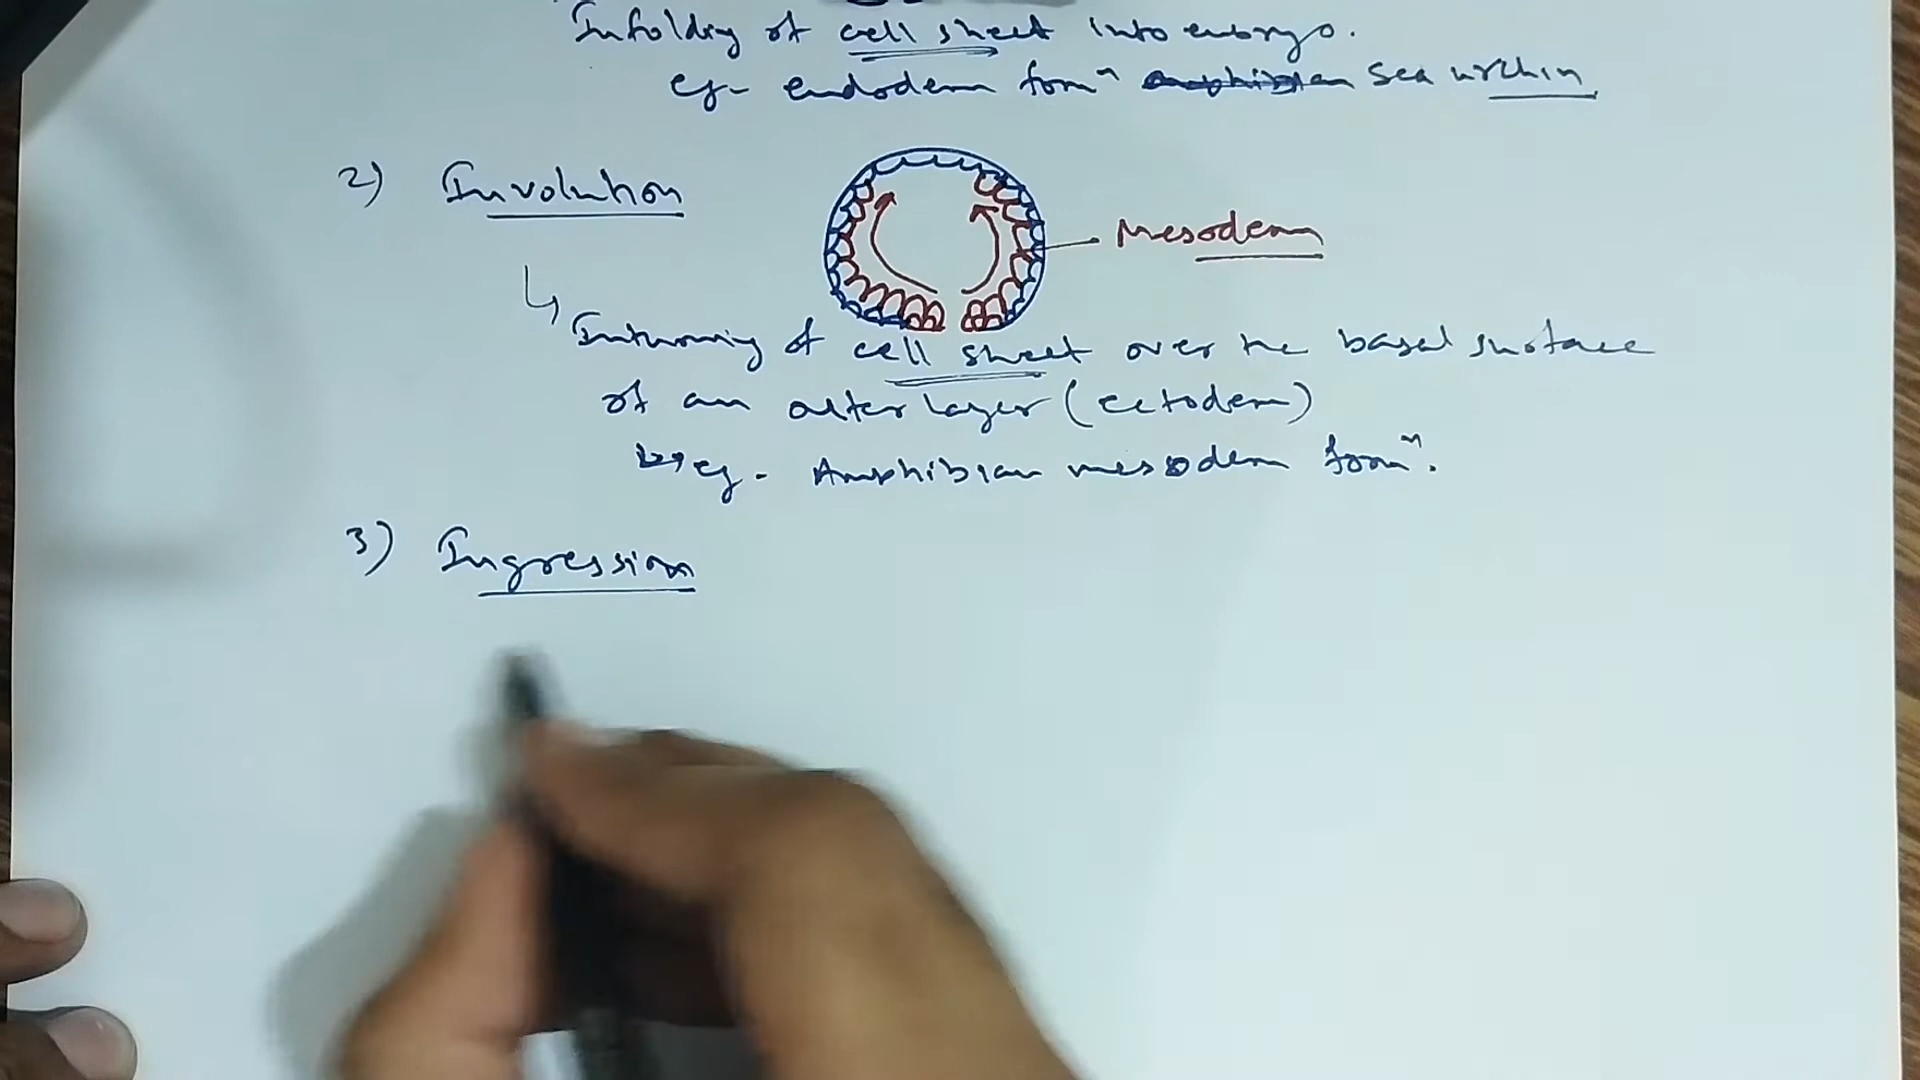 Infolding of cell sheet into embryo.
eg- endoderm formⁿ amphibian sea urchin
2) Involution
Mesoderm
↳ Inturning of cell sheet over the basal surface
of an outer layer (ectoderm)
↳ eg. Amphibian mesoderm formⁿ.
3) Ingression